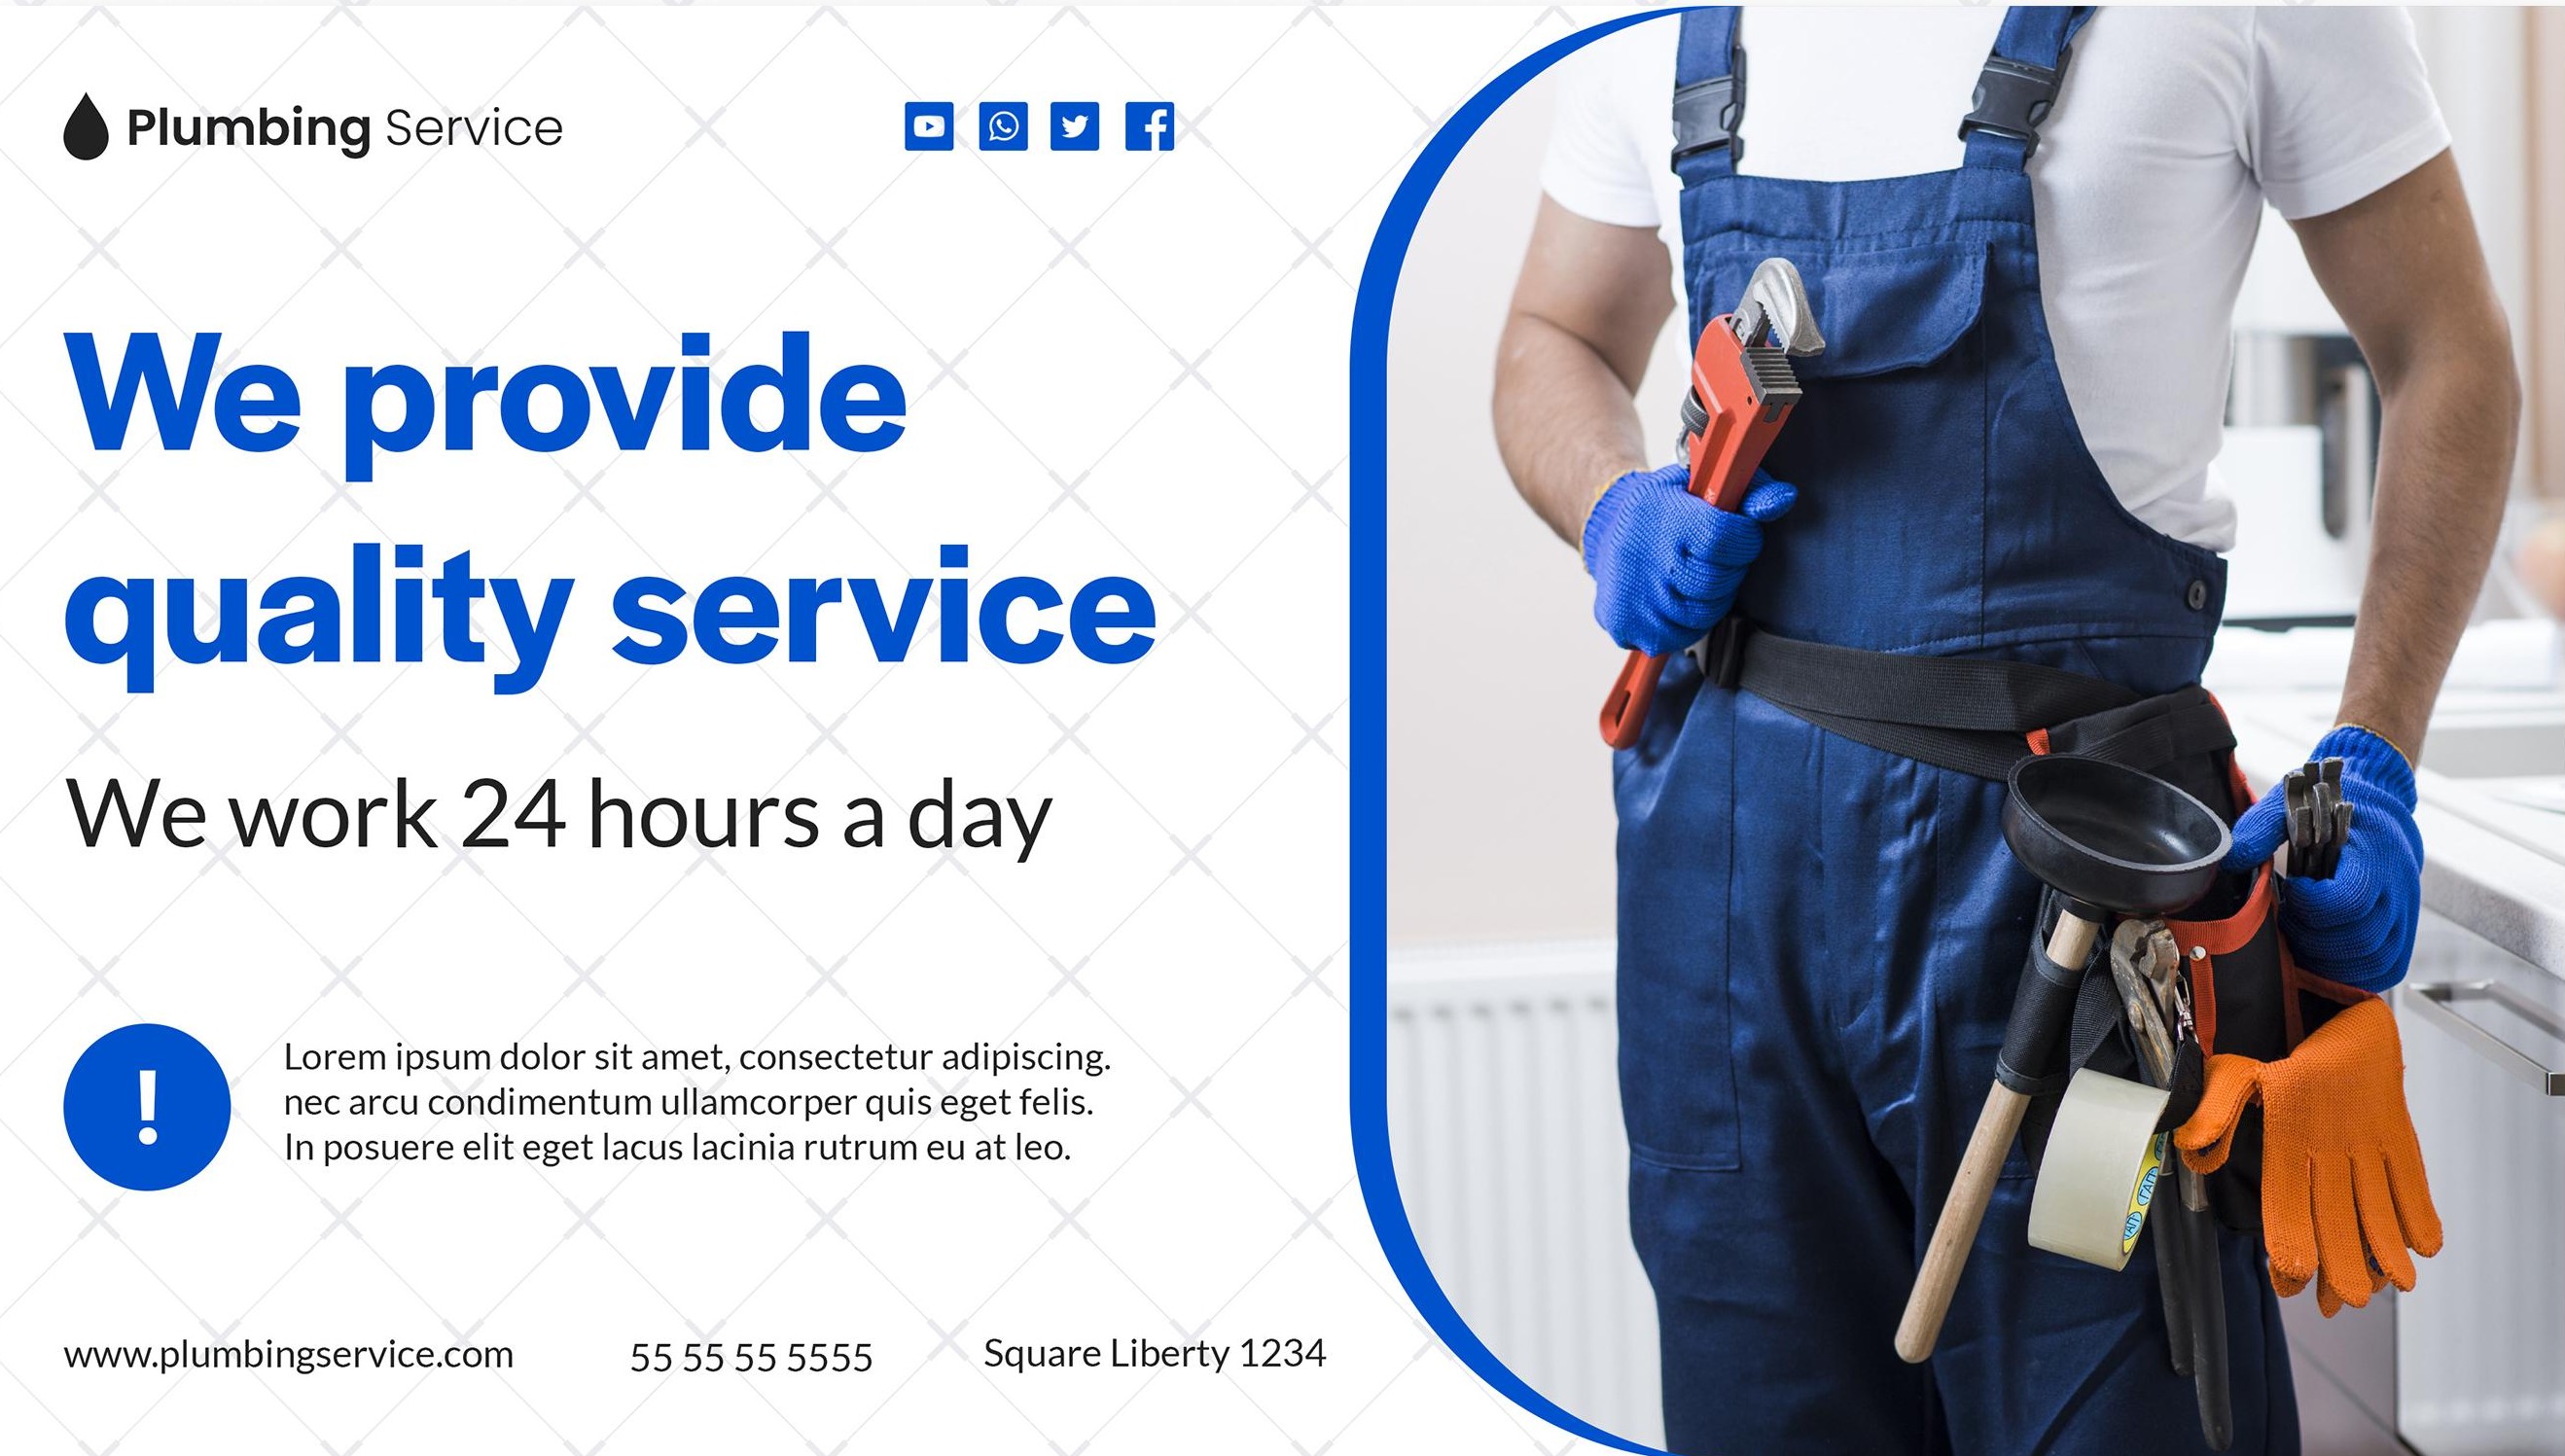 Plumbing Service
We provide
quality service
We work 24 hours a day
!
Lorem ipsum dolor sit amet, consectetur adipiscing.
nec arcu condimentum ullamcorper quis eget felis.
In posuere elit eget lacus lacinia rutrum eu at leo.
www.plumbingservice.com
55 55 55 5555
Square Liberty 1234